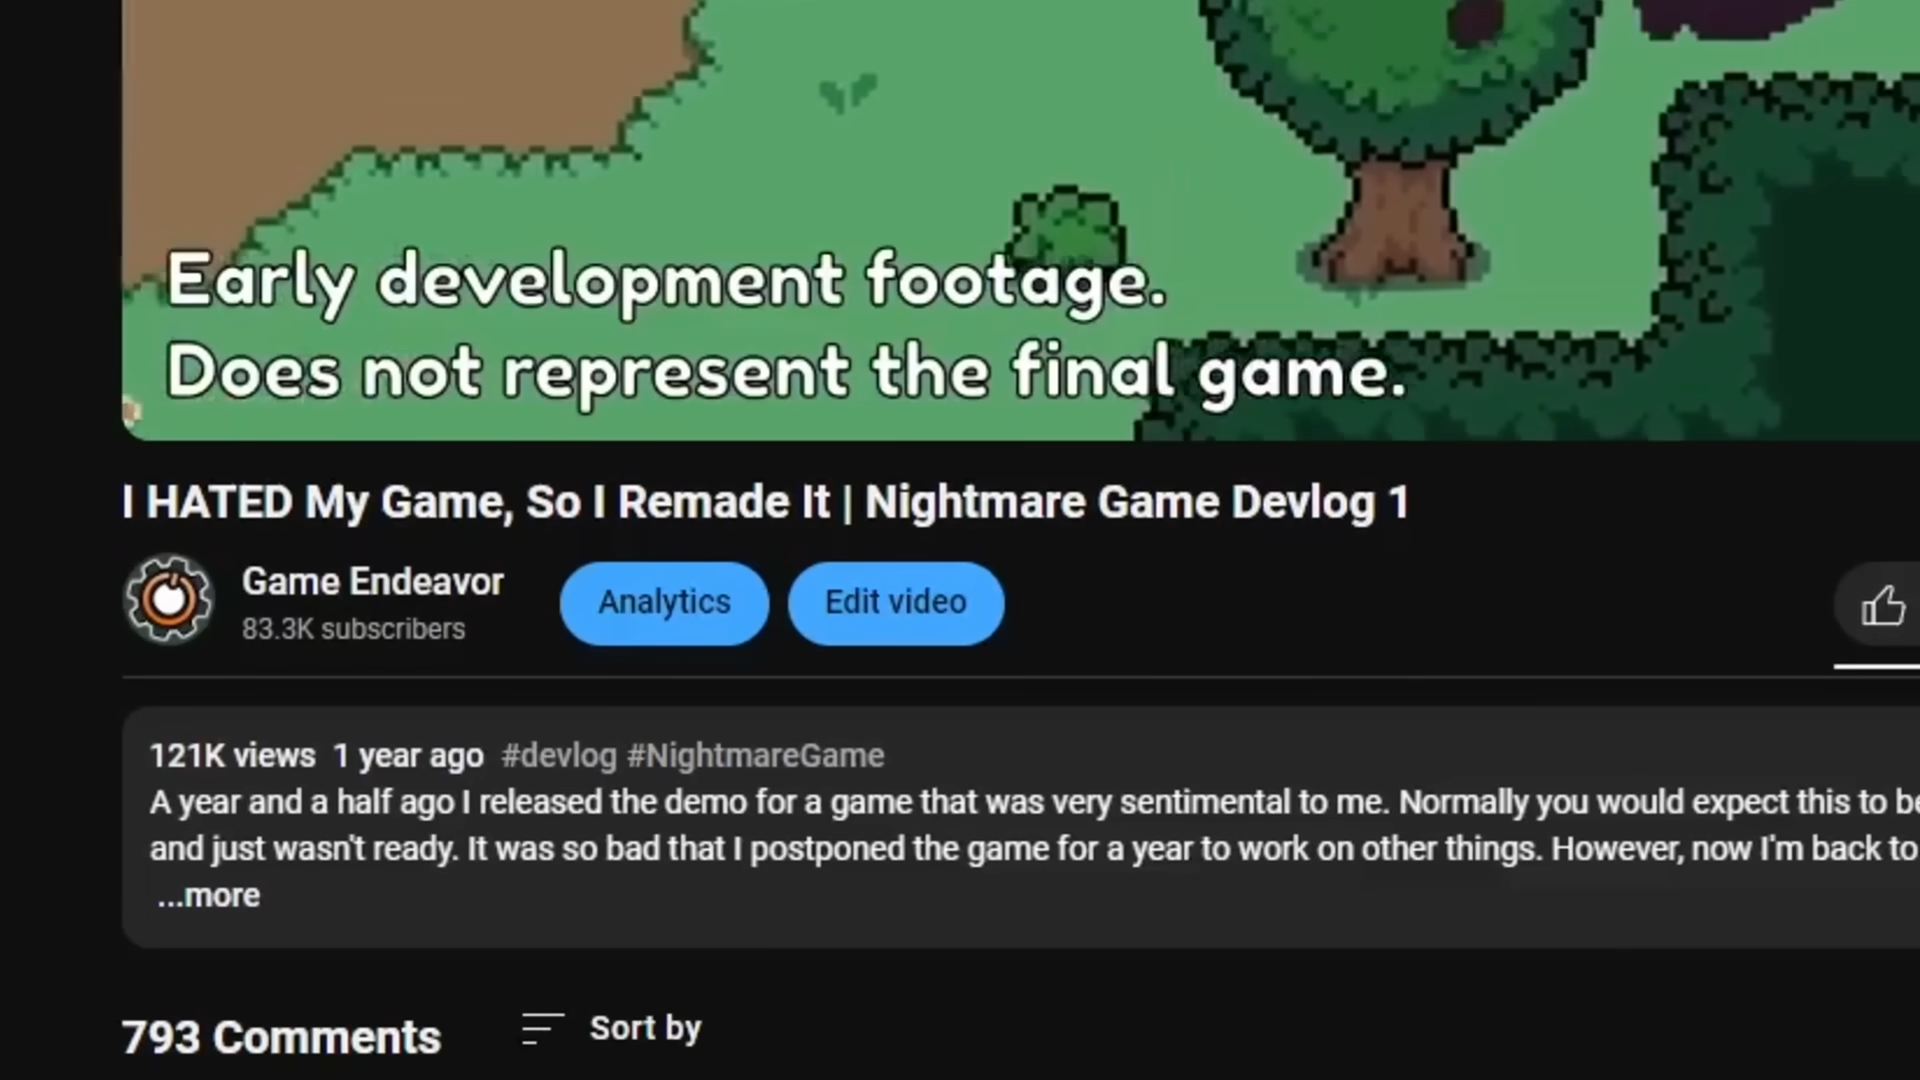 Early development footage.
Does not represent the final game.
I HATED My Game, So I Remade It | Nightmare Game Devlog 1
Game Endeavor
83.3K subscribers
Analytics
Edit video
121K views 1 year ago #devlog #NightmareGame
A year and a half ago I released the demo for a game that was very sentimental to me. Normally you would expect this to be
and just wasn't ready. It was so bad that I postponed the game for a year to work on other things. However, now I'm back to
...more
793 Comments
Sort by